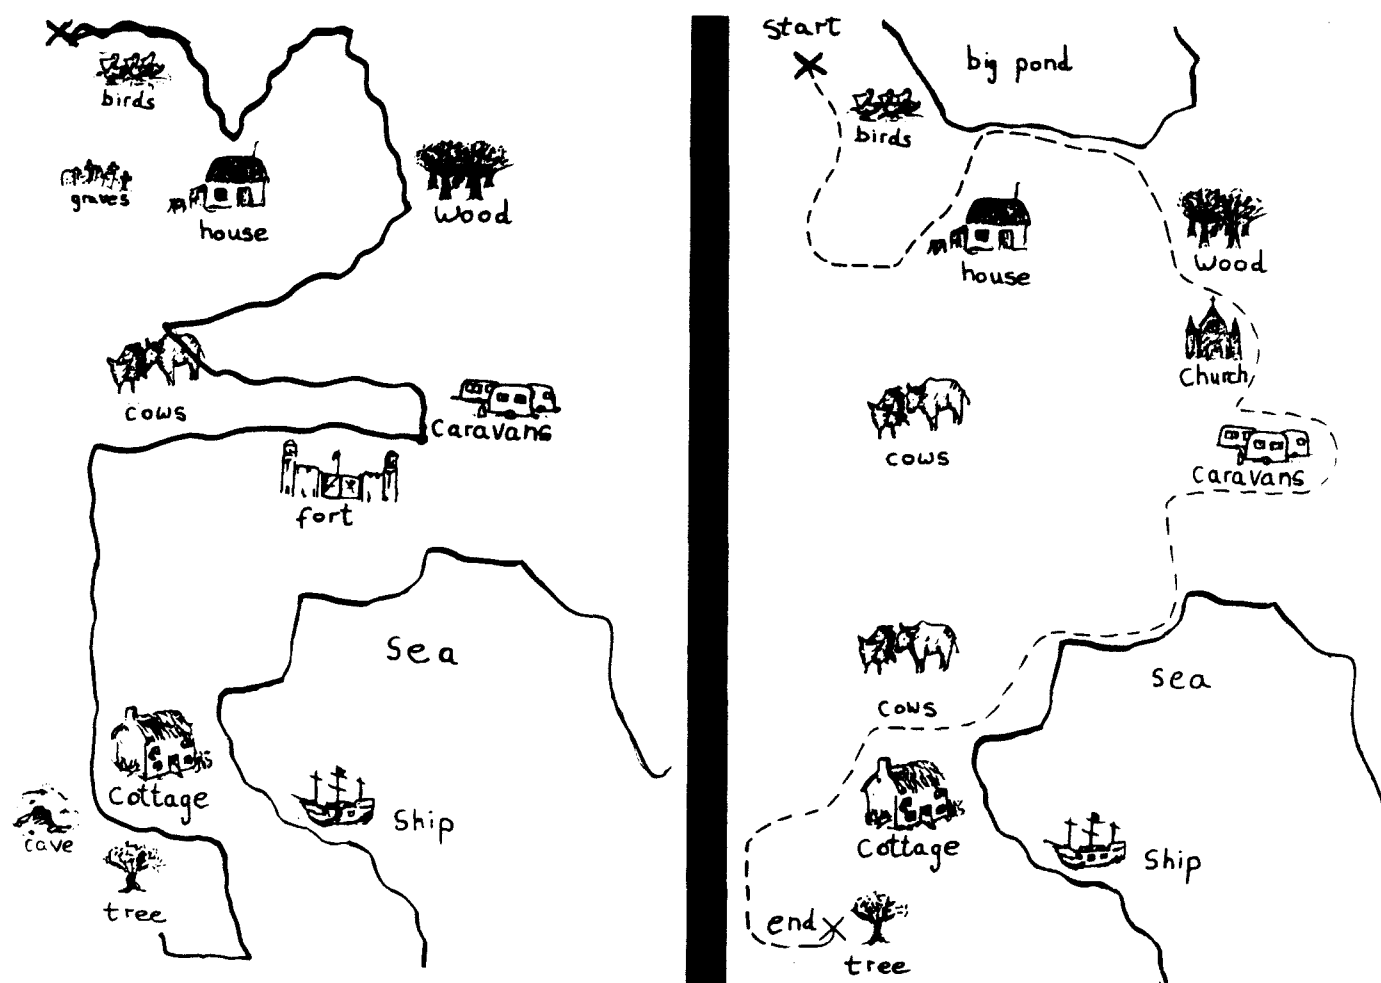 birds
graves
house
wood
cows
caravans
fort
Sea
Cottage
Ship
cave
tree
Start
big pond
birds
house
wood
Church
cows
caravans
cows
Sea
Cottage
Ship
end
tree